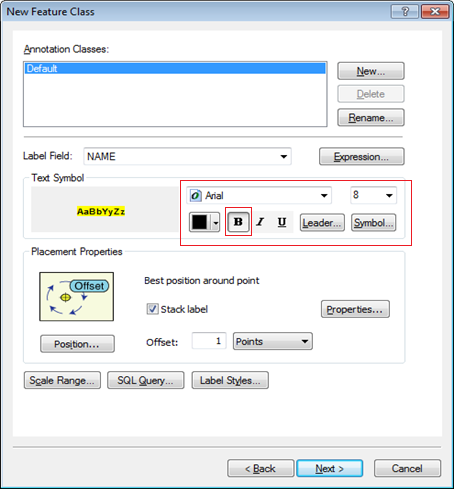 New Feature Class
Annotation Classes:
Default
New...
Delete
Rename...
Label Field: NAME Expression...
Text Symbol
AaBbYyZz
Arial 8
B I U Leader... Symbol...
Placement Properties
Offset
Best position around point
Stack label Properties...
Position... Offset: 1 Points
Scale Range... SQL Query... Label Styles...
< Back Next > Cancel